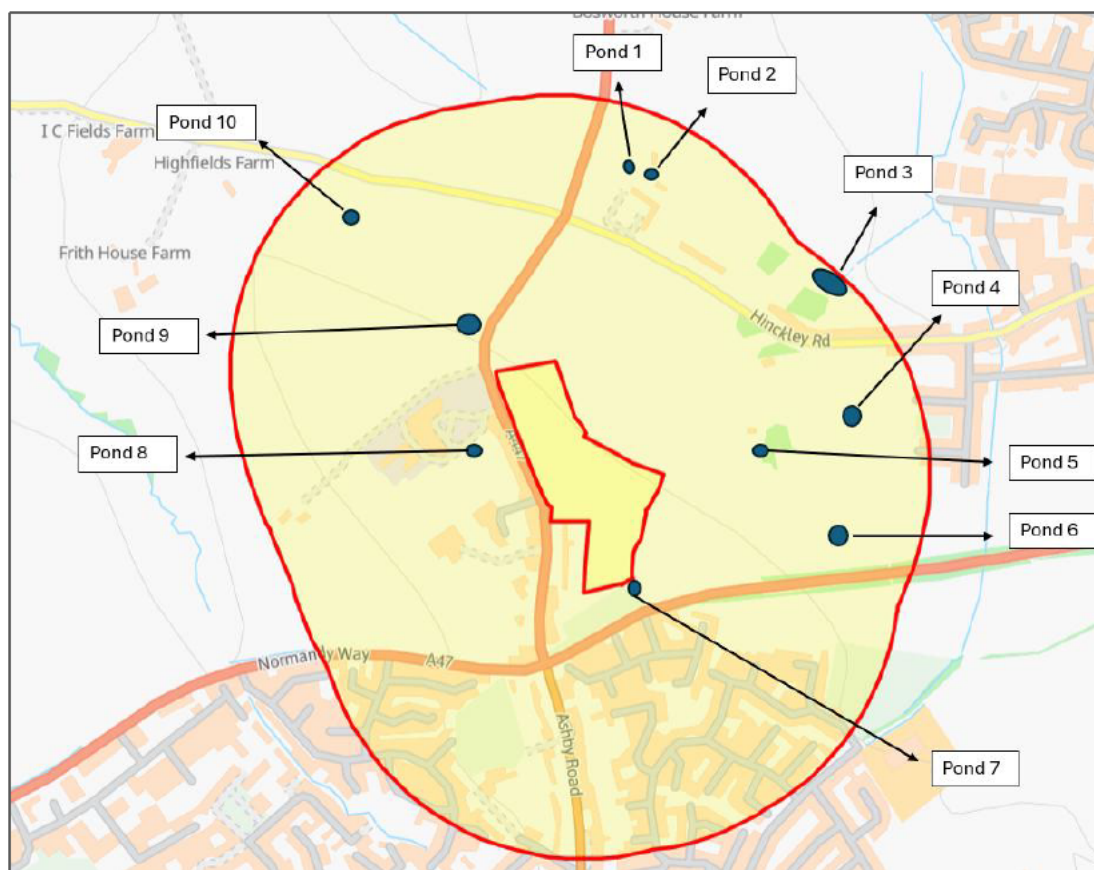 Bosworth House Farm
Pond 1
Pond 2
Pond 10
I C Fields Farm
Highfields Farm
Pond 3
Frith House Farm
Pond 4
Hinckley Rd
Pond 9
A447
Pond 8
Pond 5
Pond 6
Normandy Way
A47
Ashby Road
Pond 7